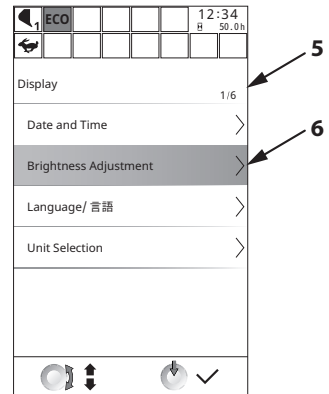 1 ECO 12:34
50.0h
5
Display
1/6
Date and Time
6
Brightness Adjustment
Language/ 言語
Unit Selection